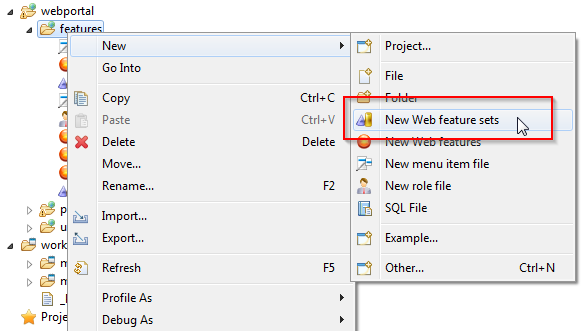 webportal
features
New
Go Into
Copy Ctrl+C
Paste Ctrl+V
Delete Delete
Move...
Rename... F2
Import...
Export...
Refresh F5
Profile As
Debug As
Project...
File
Folder
New Web feature sets
New Web features
New menu item file
New role file
SQL File
Example...
Other... Ctrl+N
p
u
work
m
m
_
Proje